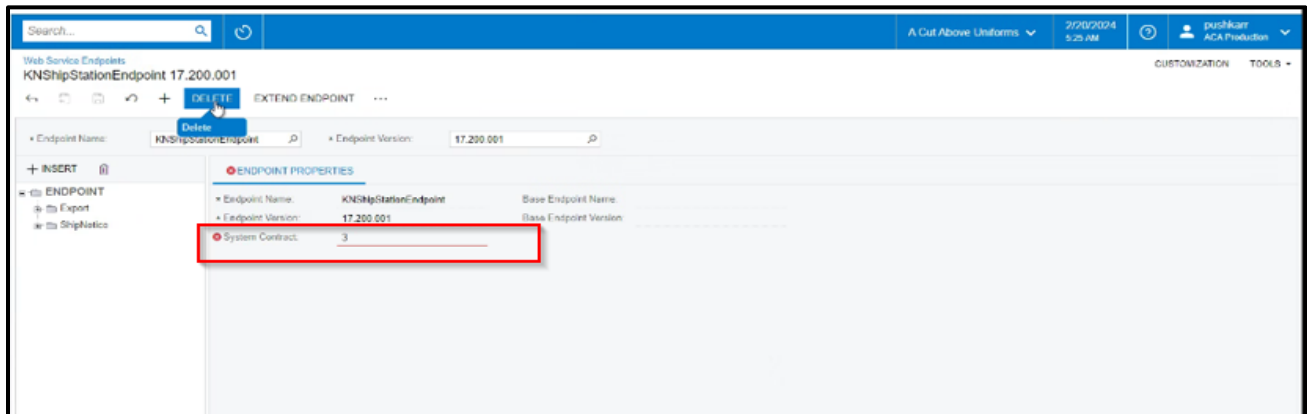 Search...
A Cut Above Uniforms
2/20/2024
5:25 AM
pushkarr
ACA Production
Web Service Endpoints
KNShipStationEndpoint 17.200.001
CUSTOMIZATION TOOLS
DELETE EXTEND ENDPOINT ...
Delete
* Endpoint Name: KNShipStationEndpoint * Endpoint Version: 17.200.001
+ INSERT
ENDPOINT PROPERTIES
ENDPOINT
Export
ShipNotice
* Endpoint Name: KNShipStationEndpoint Base Endpoint Name:
* Endpoint Version: 17.200.001 Base Endpoint Version:
System Contract: 3